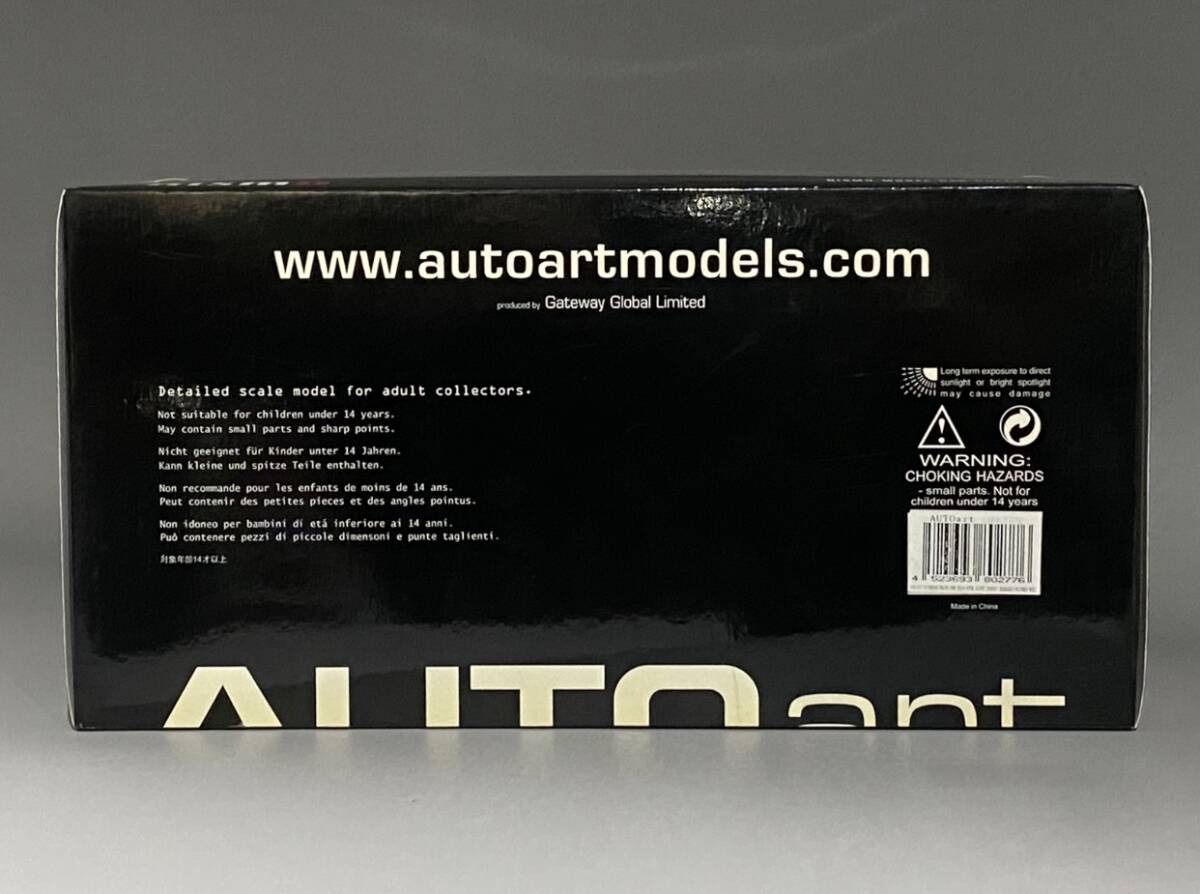 www.autoartmodels.com
produced by Gateway Global Limited
Detailed scale model for adult collectors.
Not suitable for children under 14 years.
May contain small parts and sharp points.
Nicht geeignet für Kinder unter 14 Jahren.
Kann kleine und spitze Teile enthalten.
Non recommande pour les enfants de moins de 14 ans.
Peut contenir des petites pieces et des angles pointus.
Non idoneo per bambini di etá inferiore ai 14 anni.
Puó contenere pezzi di piccole dimensoni e punte taglienti.
対象年齢14才以上
Long term exposure to direct
sunlight or bright spotlight
may cause damage
WARNING:
CHOKING HAZARDS
- small parts. Not for
children under 14 years
AUTOart
4 523693 802776
Made in China
AUTOart